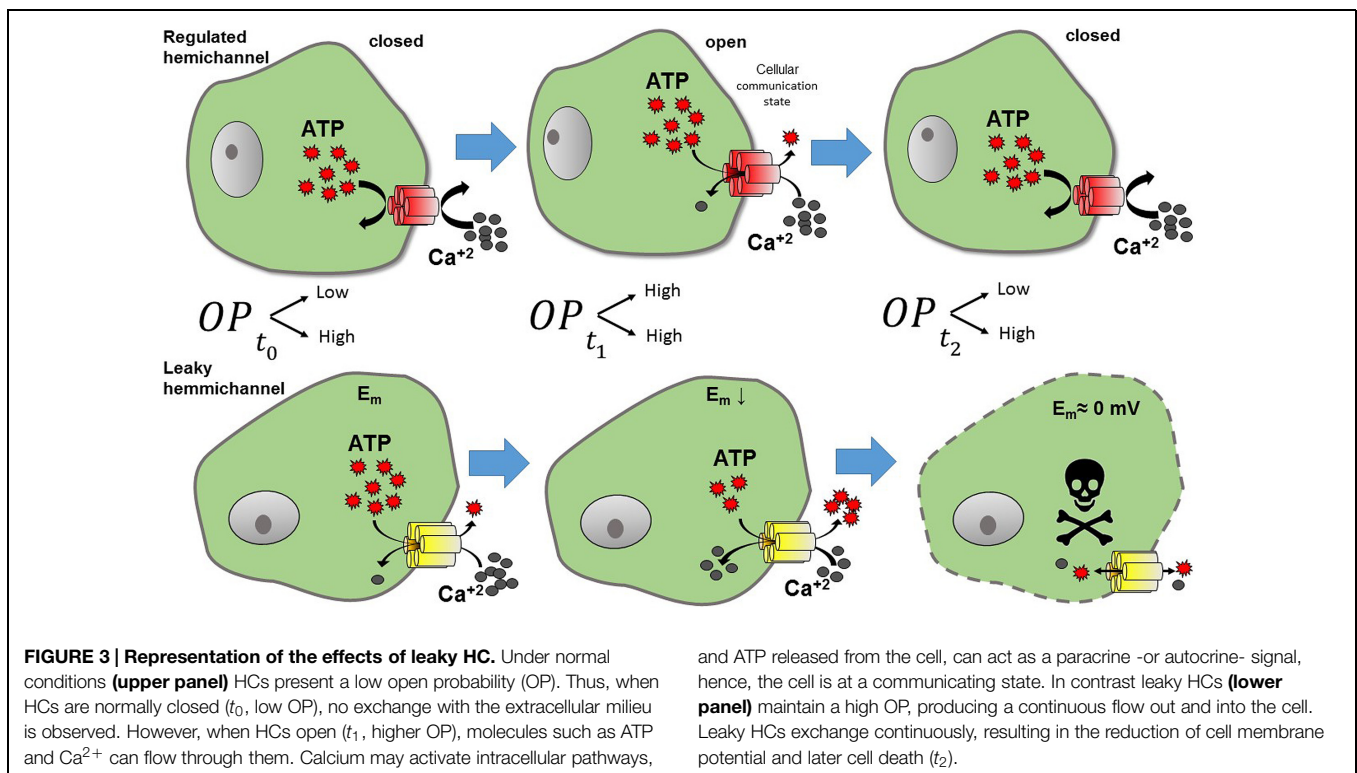 Regulated
hemichannel
closed
open
closed
Cellular
communication
state
ATP
ATP
ATP
Ca+2
Ca+2
Ca+2
OP t0 Low
High
OP t1 High
High
OP t2 Low
High
Leaky
hemmichannel
Em
Em ↓
Em≈ 0 mV
ATP
ATP
Ca+2
Ca+2
FIGURE 3 | Representation of the effects of leaky HC. Under normal
conditions (upper panel) HCs present a low open probability (OP). Thus, when
HCs are normally closed (t0, low OP), no exchange with the extracellular milieu
is observed. However, when HCs open (t1, higher OP), molecules such as ATP
and Ca2+ can flow through them. Calcium may activate intracellular pathways,
and ATP released from the cell, can act as a paracrine -or autocrine- signal,
hence, the cell is at a communicating state. In contrast leaky HCs (lower
panel) maintain a high OP, producing a continuous flow out and into the cell.
Leaky HCs exchange continuously, resulting in the reduction of cell membrane
potential and later cell death (t2).